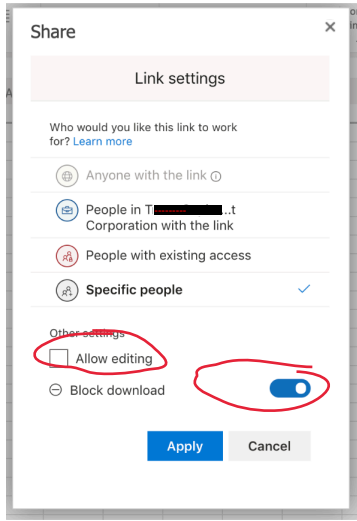 Share
Link settings
Who would you like this link to work
for? Learn more
Anyone with the link
People in T...t
Corporation with the link
People with existing access
Specific people
Other settings
Allow editing
Block download
Apply
Cancel